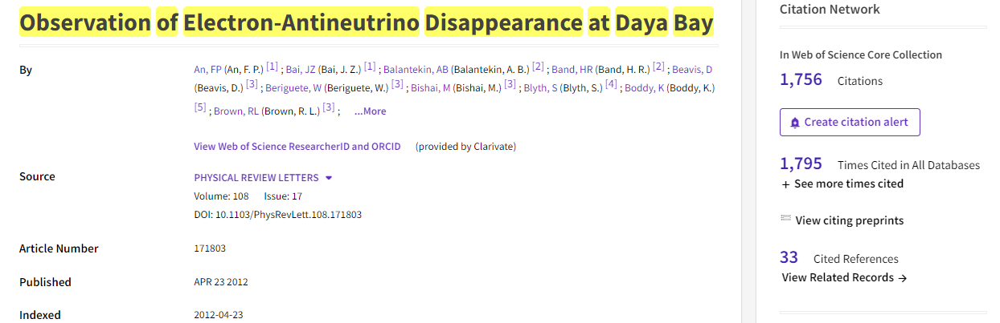 Observation of Electron-Antineutrino Disappearance at Daya Bay
By
An, FP (An, F. P.) [1] ; Bai, JZ (Bai, J. Z.) [1] ; Balantekin, AB (Balantekin, A. B.) [2] ; Band, HR (Band, H. R.) [2] ; Beavis, D
(Beavis, D.) [3] ; Beriguete, W (Beriguete, W.) [3] ; Bishai, M (Bishai, M.) [3] ; Blyth, S (Blyth, S.) [4] ; Boddy, K (Boddy, K.)
[5] ; Brown, RL (Brown, R. L.) [3] ; ...More
View Web of Science ResearcherID and ORCID (provided by Clarivate)
Source
PHYSICAL REVIEW LETTERS
Volume: 108 Issue: 17
DOI: 10.1103/PhysRevLett.108.171803
Article Number
171803
Published
APR 23 2012
Indexed
2012-04-23
Citation Network
In Web of Science Core Collection
1,756 Citations
Create citation alert
1,795 Times Cited in All Databases
+ See more times cited
View citing preprints
33 Cited References
View Related Records →